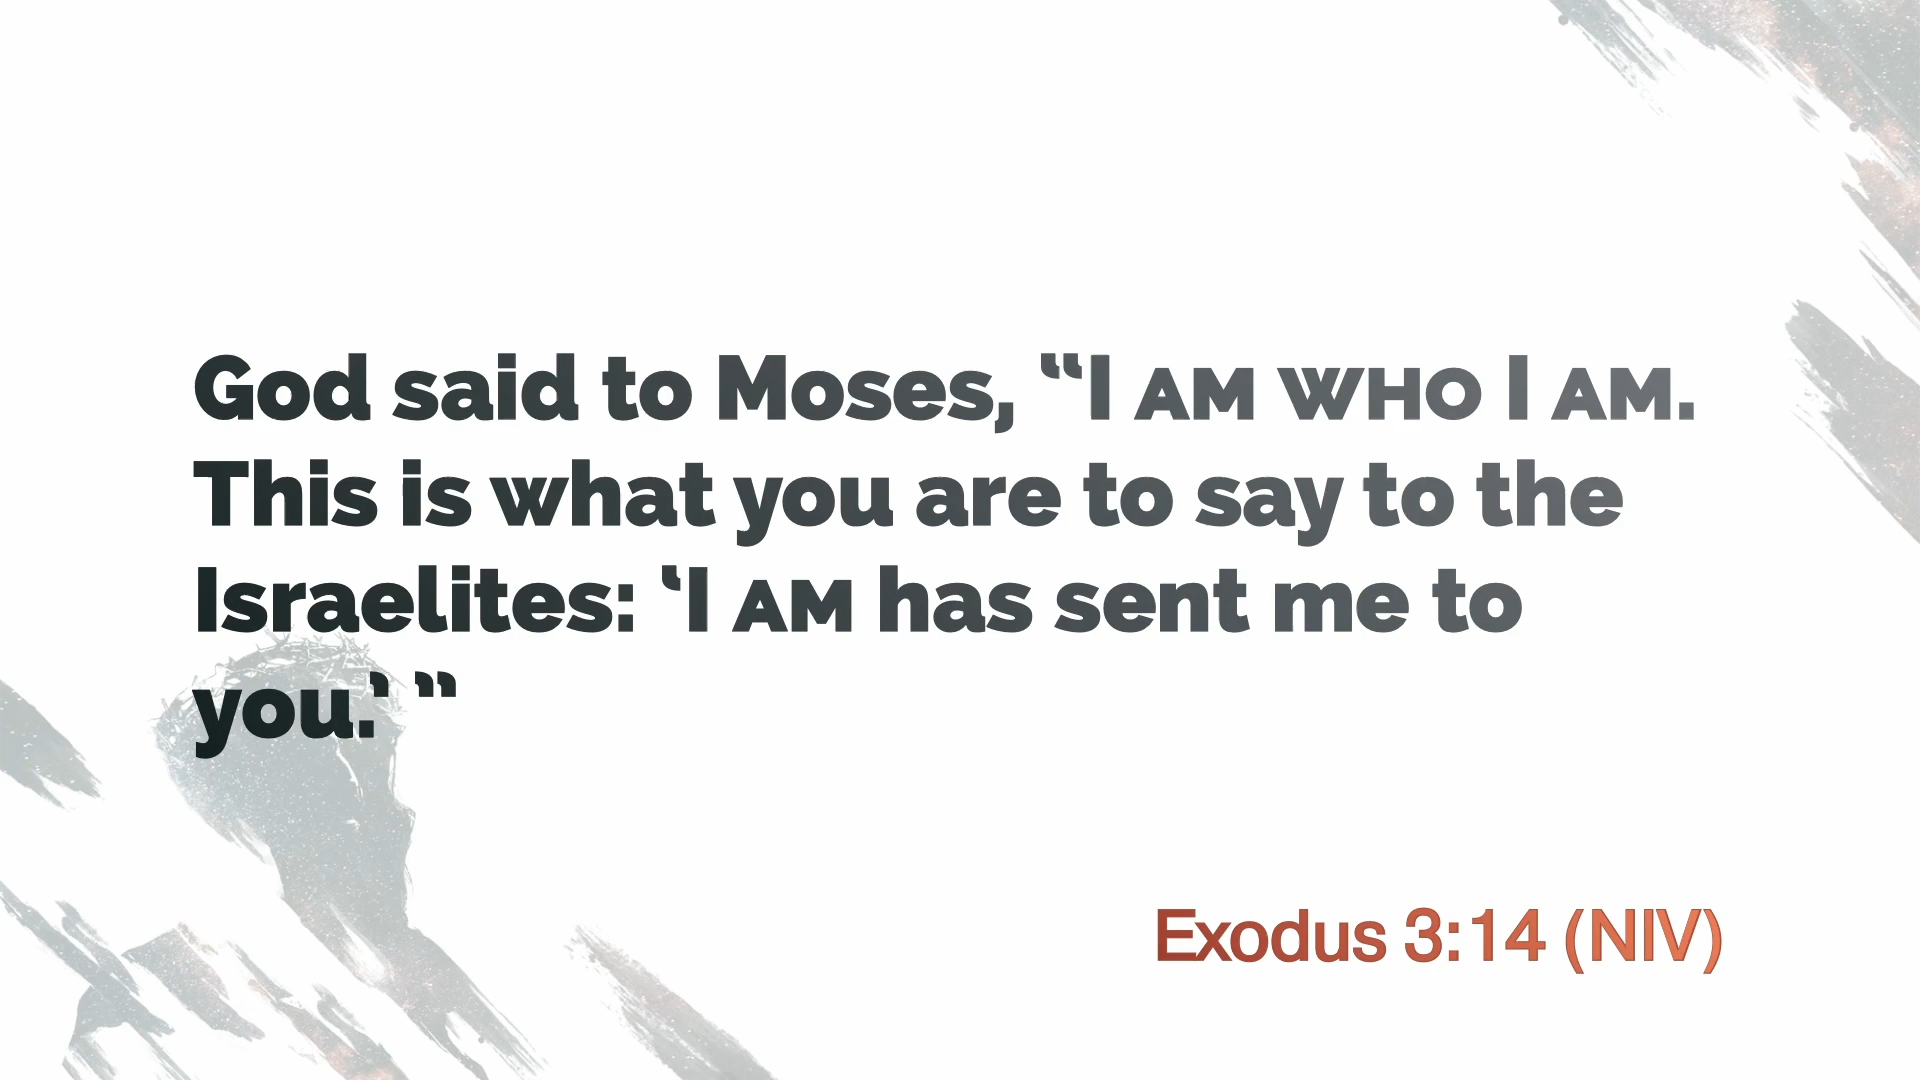 God said to Moses, “I AM WHO I AM.
This is what you are to say to the
Israelites: ‘I AM has sent me to
you.’ ”
Exodus 3:14 (NIV)